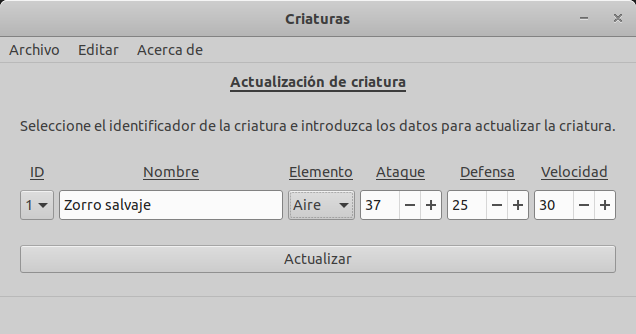 Criaturas
Archivo Editar Acerca de
Actualización de criatura
Seleccione el identificador de la criatura e introduzca los datos para actualizar la criatura.
ID Nombre Elemento Ataque Defensa Velocidad
1 Zorro salvaje Aire 37 25 30
Actualizar